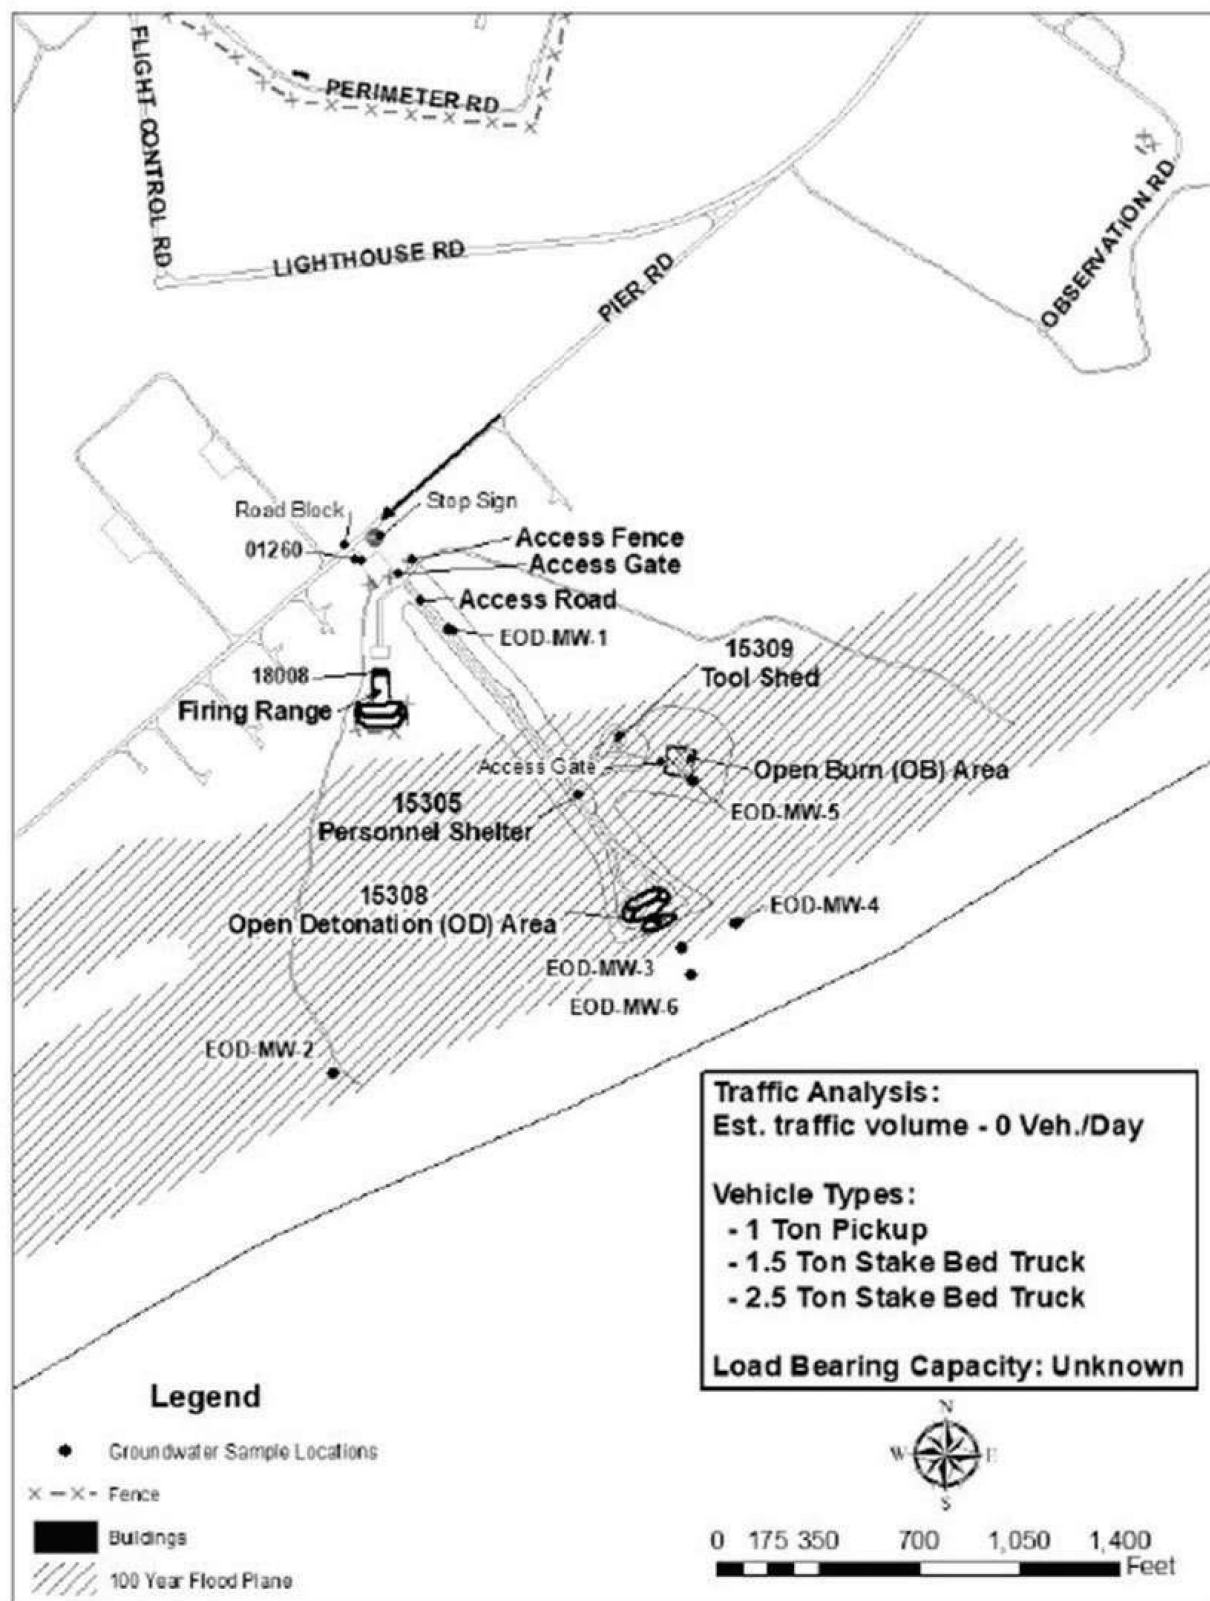 FLIGHT CONTROL RD
PERIMETER RD
LIGHTHOUSE RD
PIER RD
OBSERVATION RD
Road Block
Stop Sign
01260
Access Fence
Access Gate
Access Road
EOD-MW-1
15309
Tool Shed
18008
Firing Range
Access Gate
Open Burn (OB) Area
15305
Personnel Shelter
EOD-MW-5
15308
Open Detonation (OD) Area
EOD-MW-4
EOD-MW-3
EOD-MW-6
EOD-MW-2
Traffic Analysis:
Est. traffic volume - 0 Veh./Day
Vehicle Types:
- 1 Ton Pickup
- 1.5 Ton Stake Bed Truck
- 2.5 Ton Stake Bed Truck
Load Bearing Capacity: Unknown
Legend
Groundwater Sample Locations
Fence
Buildings
100 Year Flood Plane
N
W E
S
0 175 350 700 1,050 1,400
Feet